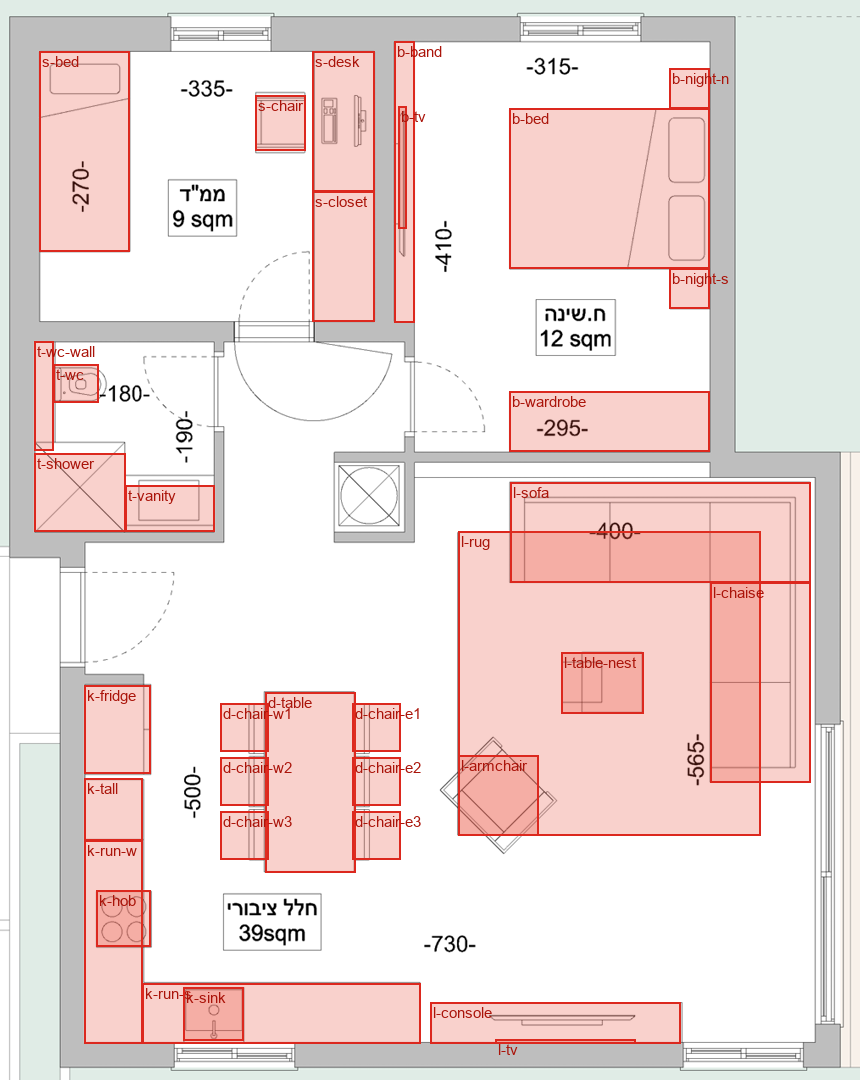 s-bed
-335-
s-desk
s-chair
-270-
ממ"ד
9 sqm
s-closet
b-band
b-tv
-315-
b-night-n
b-bed
-410-
b-night-s
ח.שינה
12 sqm
b-wardrobe
-295-
t-wc-wall
t-wc
-180-
-190-
t-shower
t-vanity
l-sofa
-400-
l-rug
l-chaise
l-table-nest
-565-
l-armchair
k-fridge
d-table
d-chair-w1
d-chair-e1
k-tall
-500-
d-chair-w2
d-chair-e2
d-chair-w3
d-chair-e3
k-run-w
k-hob
חלל ציבורי
39sqm
-730-
k-run-s
k-sink
l-console
l-tv